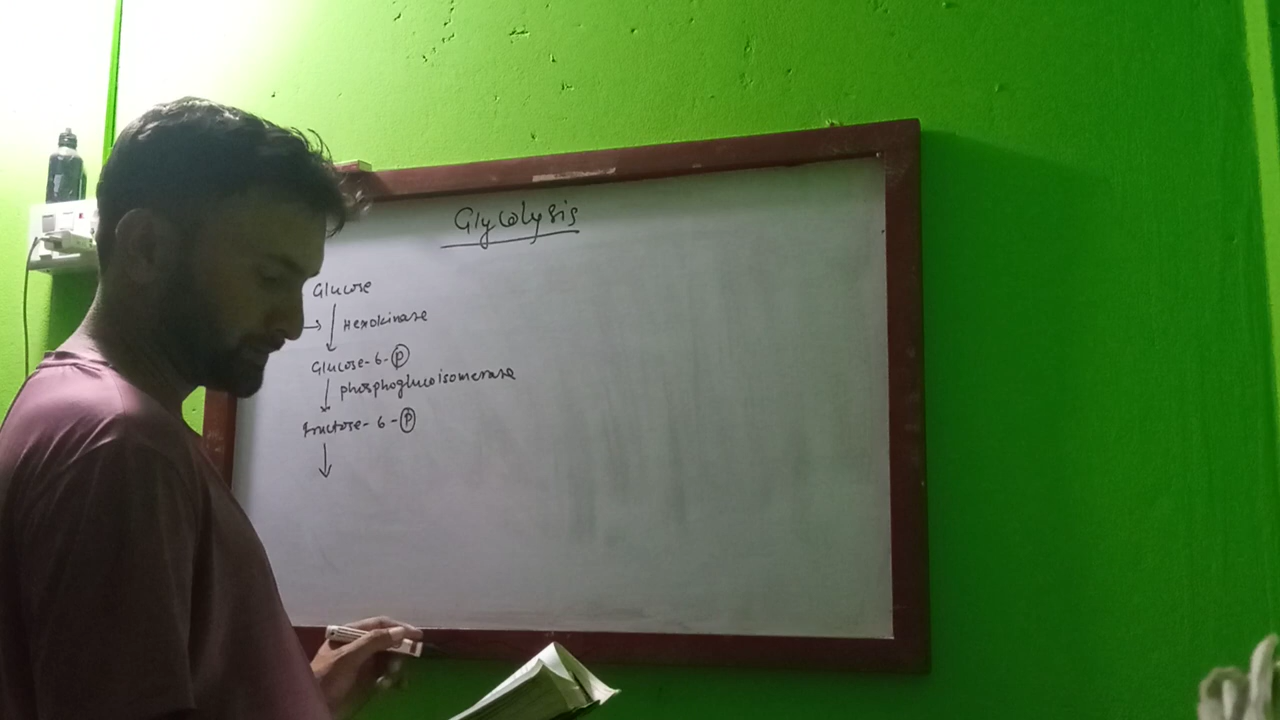 Glycolysis
Glucose
→ ↓ Hexokinase
Glucose-6-Ⓟ
↓ phosphoglucoisomerase
fructose-6-Ⓟ
↓